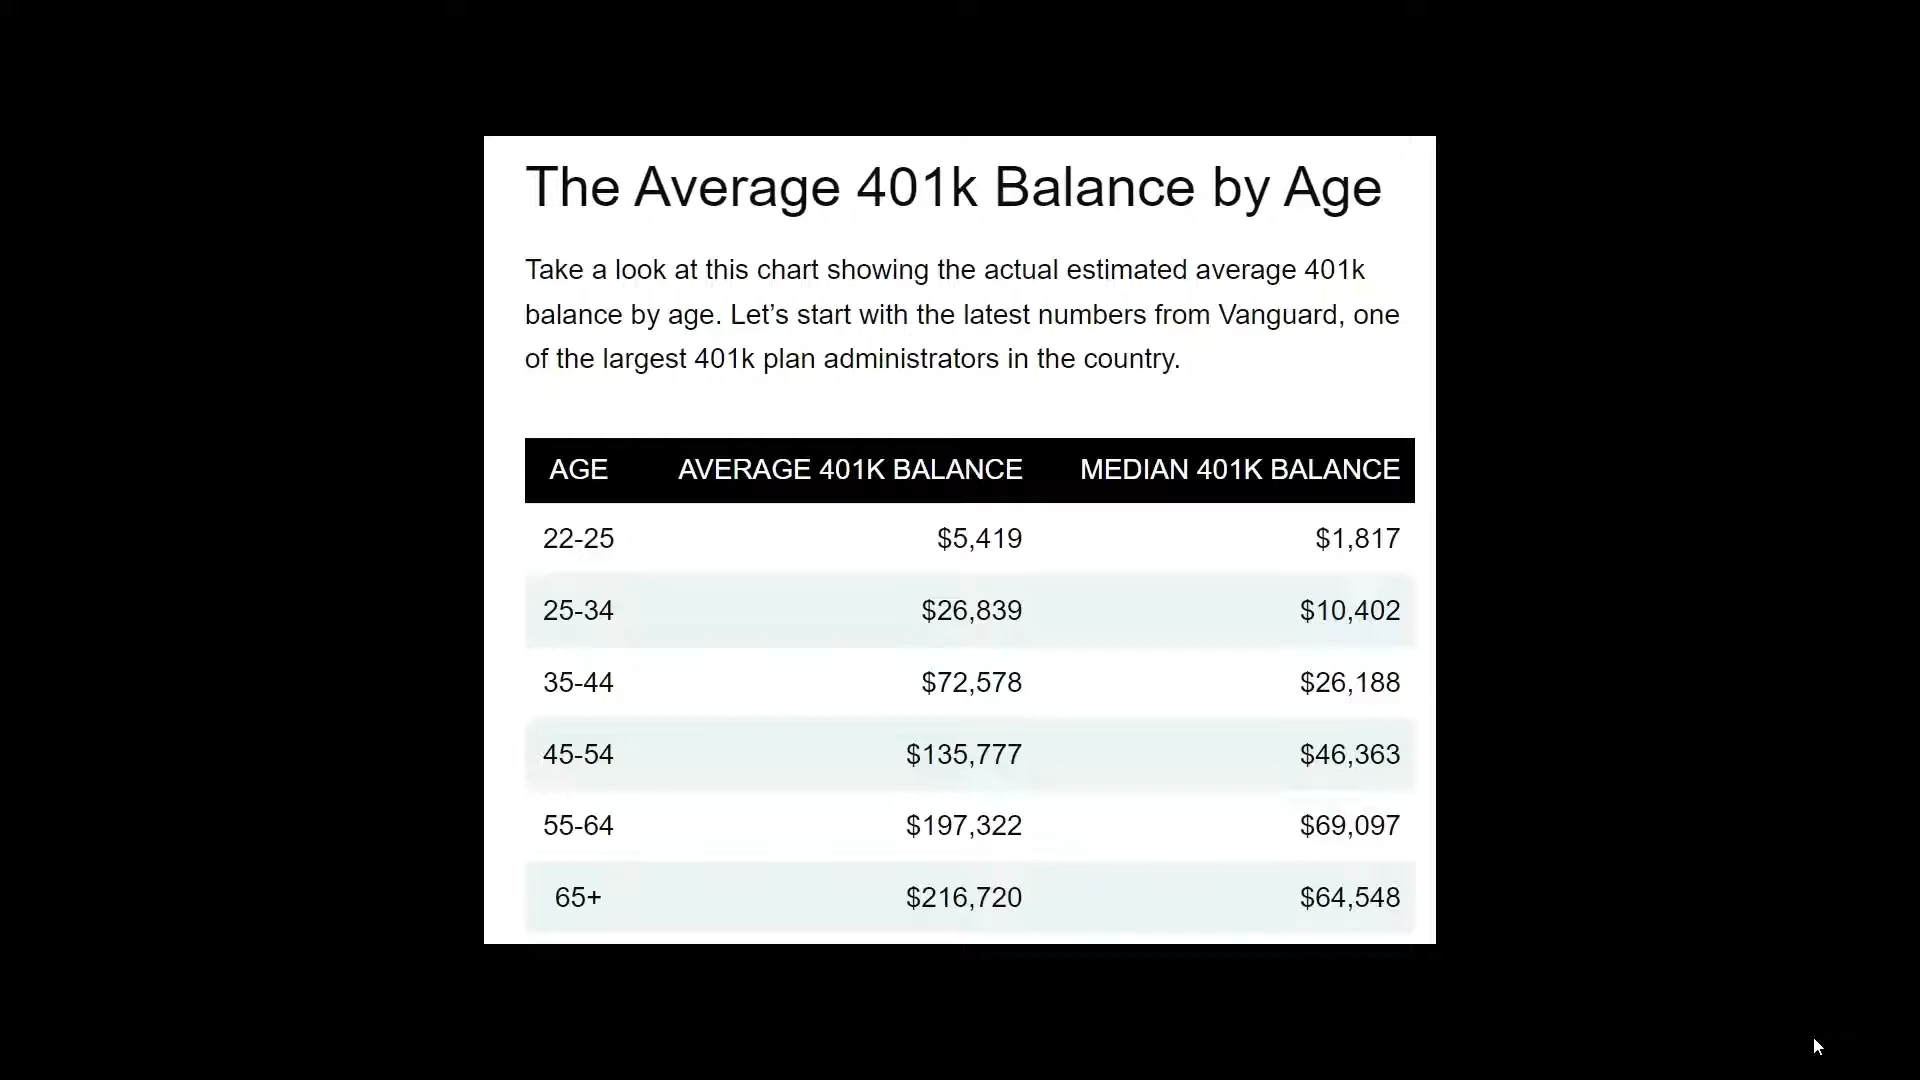 The Average 401k Balance by Age
Take a look at this chart showing the actual estimated average 401k
balance by age. Let’s start with the latest numbers from Vanguard, one
of the largest 401k plan administrators in the country.
AGE AVERAGE 401K BALANCE MEDIAN 401K BALANCE
22-25 $5,419 $1,817
25-34 $26,839 $10,402
35-44 $72,578 $26,188
45-54 $135,777 $46,363
55-64 $197,322 $69,097
65+ $216,720 $64,548